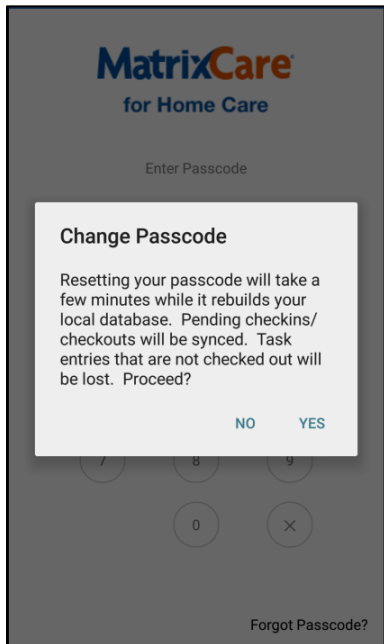 MatrixCare
for Home Care
Enter Passcode
Change Passcode
Resetting your passcode will take a
few minutes while it rebuilds your
local database.  Pending checkins/
checkouts will be synced.  Task
entries that are not checked out will
be lost.  Proceed?
NO YES
7 8 9
0 ×
Forgot Passcode?